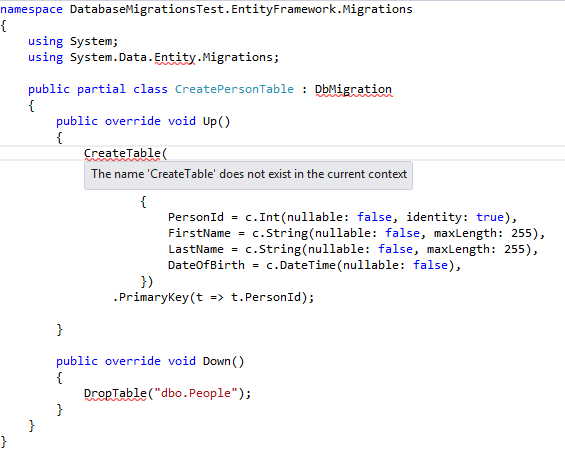 namespace DatabaseMigrationsTest.EntityFramework.Migrations
{
    using System;
    using System.Data.Entity.Migrations;

    public partial class CreatePersonTable : DbMigration
    {
        public override void Up()
        {
            CreateTable(
The name 'CreateTable' does not exist in the current context
                    {
                        PersonId = c.Int(nullable: false, identity: true),
                        FirstName = c.String(nullable: false, maxLength: 255),
                        LastName = c.String(nullable: false, maxLength: 255),
                        DateOfBirth = c.DateTime(nullable: false),
                    })
                .PrimaryKey(t => t.PersonId);

        }

        public override void Down()
        {
            DropTable("dbo.People");
        }
    }
}